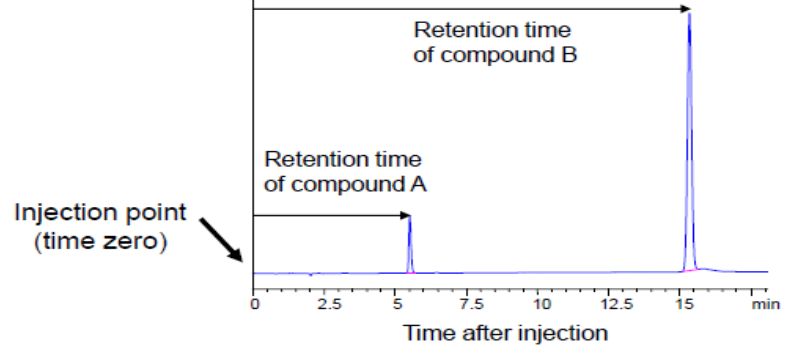 Retention time
of compound B
Retention time
of compound A
Injection point
(time zero)
0 2.5 5 7.5 10 12.5 15 min
Time after injection